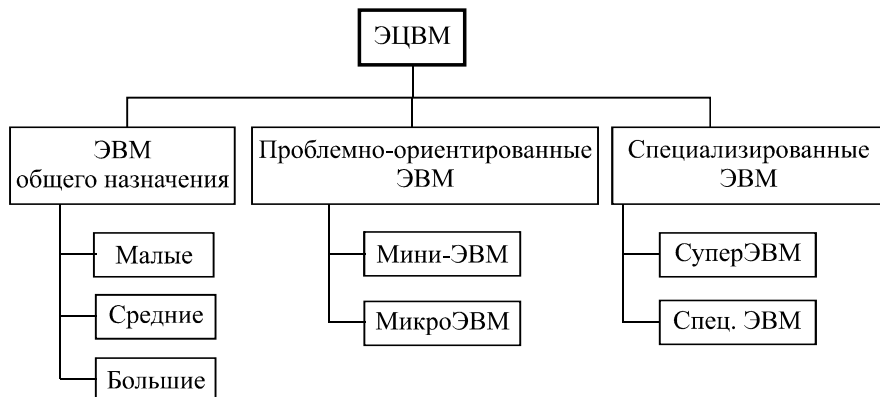 ЭЦВМ
ЭВМ
общего назначения
Проблемно-ориентированные
ЭВМ
Специализированные
ЭВМ
Малые
Средние
Большие
Мини-ЭВМ
МикроЭВМ
СуперЭВМ
Спец. ЭВМ